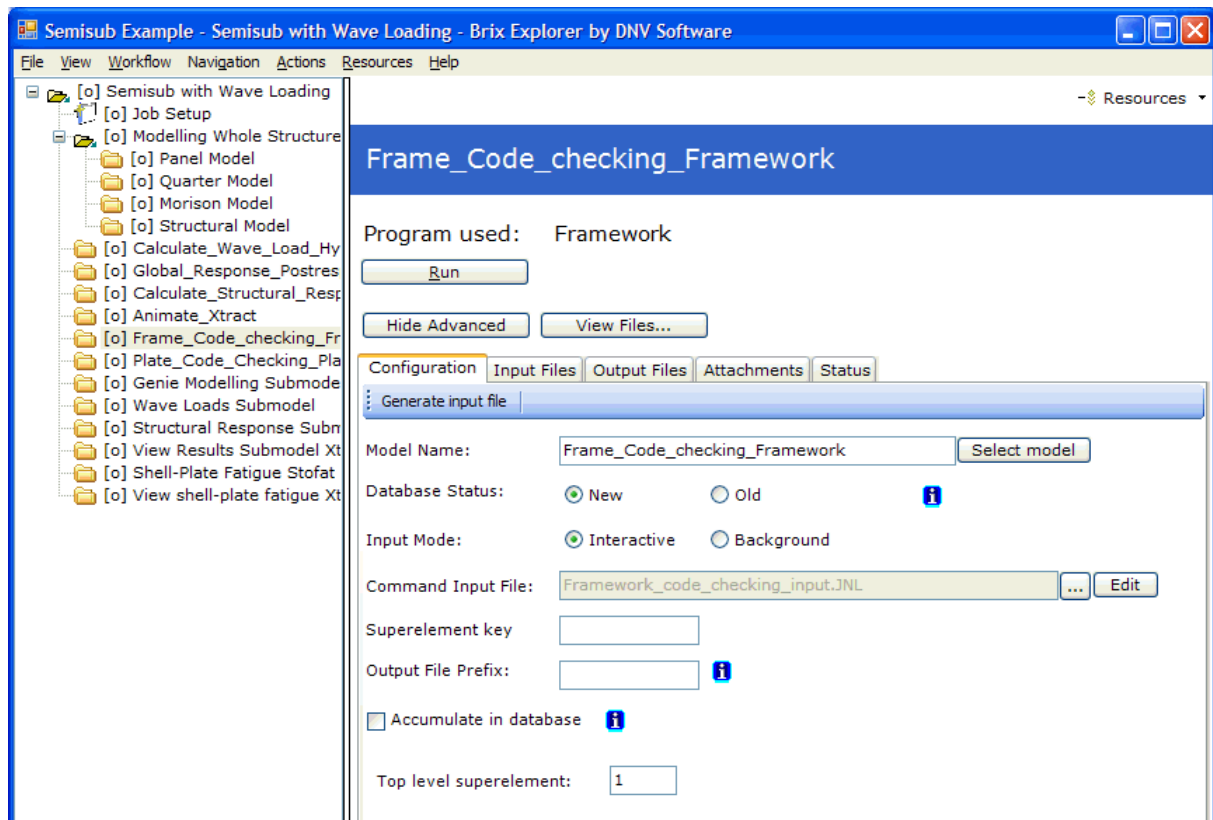 Semisub Example - Semisub with Wave Loading - Brix Explorer by DNV Software
File View Workflow Navigation Actions Resources Help
[o] Semisub with Wave Loading
[o] Job Setup
[o] Modelling Whole Structure
[o] Panel Model
[o] Quarter Model
[o] Morison Model
[o] Structural Model
[o] Calculate_Wave_Load_Hy
[o] Global_Response_Postres
[o] Calculate_Structural_Resp
[o] Animate_Xtract
[o] Frame_Code_checking_Fr
[o] Plate_Code_Checking_Pla
[o] Genie Modelling Submode
[o] Wave Loads Submodel
[o] Structural Response Subm
[o] View Results Submodel Xt
[o] Shell-Plate Fatigue Stofat
[o] View shell-plate fatigue Xt
Resources
Frame_Code_checking_Framework
Program used: Framework
Run
Hide Advanced View Files...
Configuration Input Files Output Files Attachments Status
Generate input file
Model Name: Frame_Code_checking_Framework Select model
Database Status: New Old
Input Mode: Interactive Background
Command Input File: Framework_code_checking_input.JNL ... Edit
Superelement key
Output File Prefix:
Accumulate in database
Top level superelement: 1